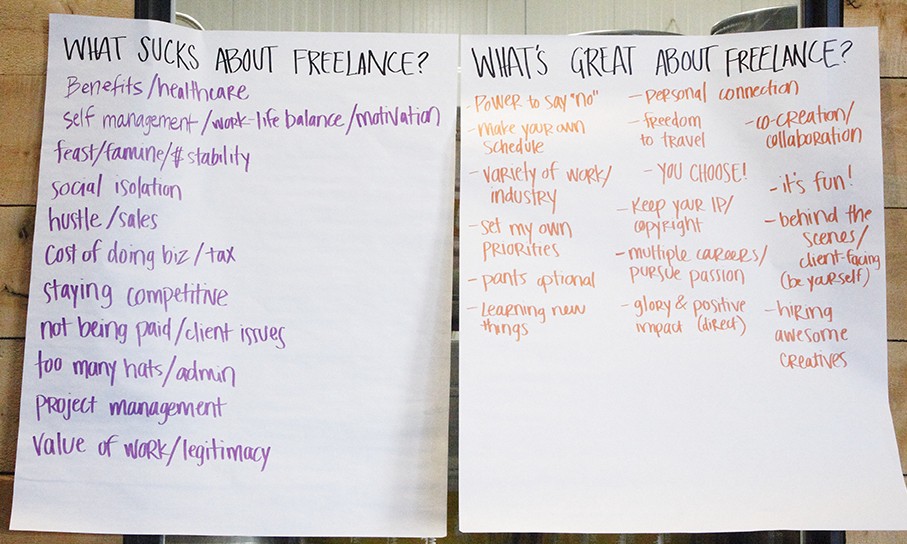 WHAT SUCKS ABOUT FREELANCE?
Benefits/healthcare
self management/work-life balance/motivation
feast/famine/$ stability
social isolation
hustle/sales
cost of doing biz/tax
staying competitive
not being paid/client issues
too many hats/admin
project management
value of work/legitimacy
WHAT'S GREAT ABOUT FREELANCE?
- Power to say "no"
- make your own
schedule
- variety of work/
industry
- set my own
priorities
- pants optional
- Learning new
things
- personal connection
- freedom
to travel
- YOU CHOOSE!
- Keep your IP/
copyright
- multiple careers/
pursue passion
- glory & positive
impact (direct)
- co-creation/
collaboration
- it's fun!
- behind the
scenes/
client-facing
(be yourself)
- hiring
awesome
creatives